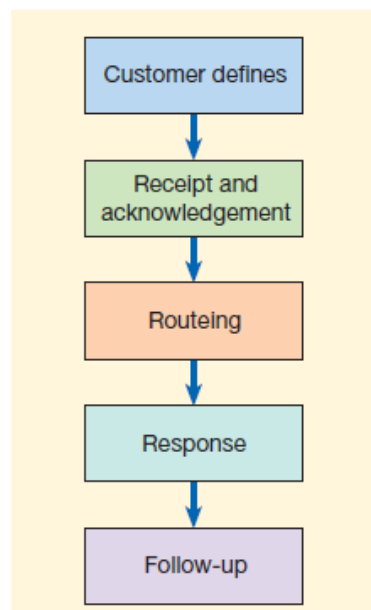 Customer defines
Receipt and
acknowledgement
Routeing
Response
Follow-up